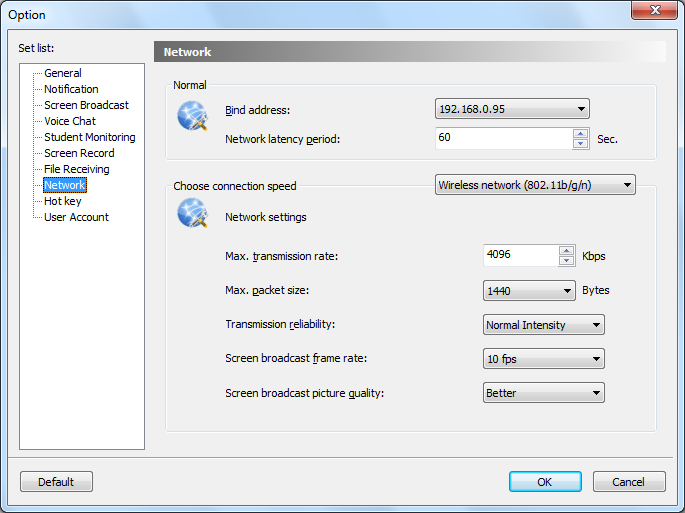 Option
Set list:
General
Notification
Screen Broadcast
Voice Chat
Student Monitoring
Screen Record
File Receiving
Network
Hot key
User Account
Network
Normal
Bind address: 192.168.0.95
Network latency period: 60 Sec.
Choose connection speed Wireless network (802.11b/g/n)
Network settings
Max. transmission rate: 4096 Kbps
Max. packet size: 1440 Bytes
Transmission reliability: Normal Intensity
Screen broadcast frame rate: 10 fps
Screen broadcast picture quality: Better
Default OK Cancel